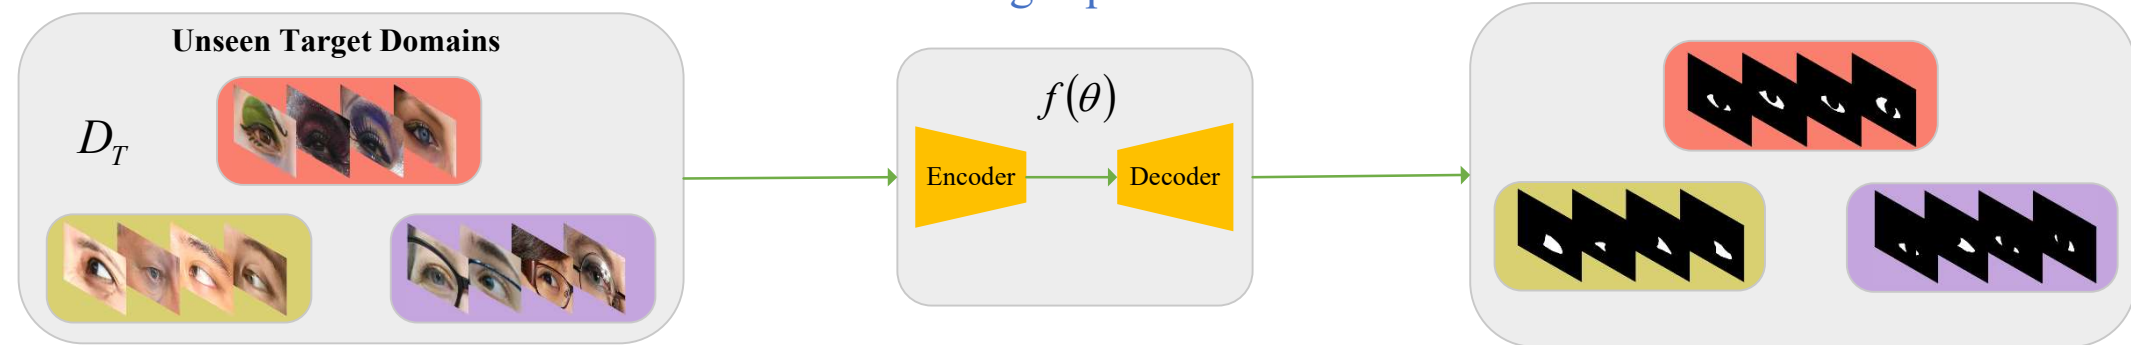 Unseen Target Domains
D_T
f(θ)
Encoder
Decoder